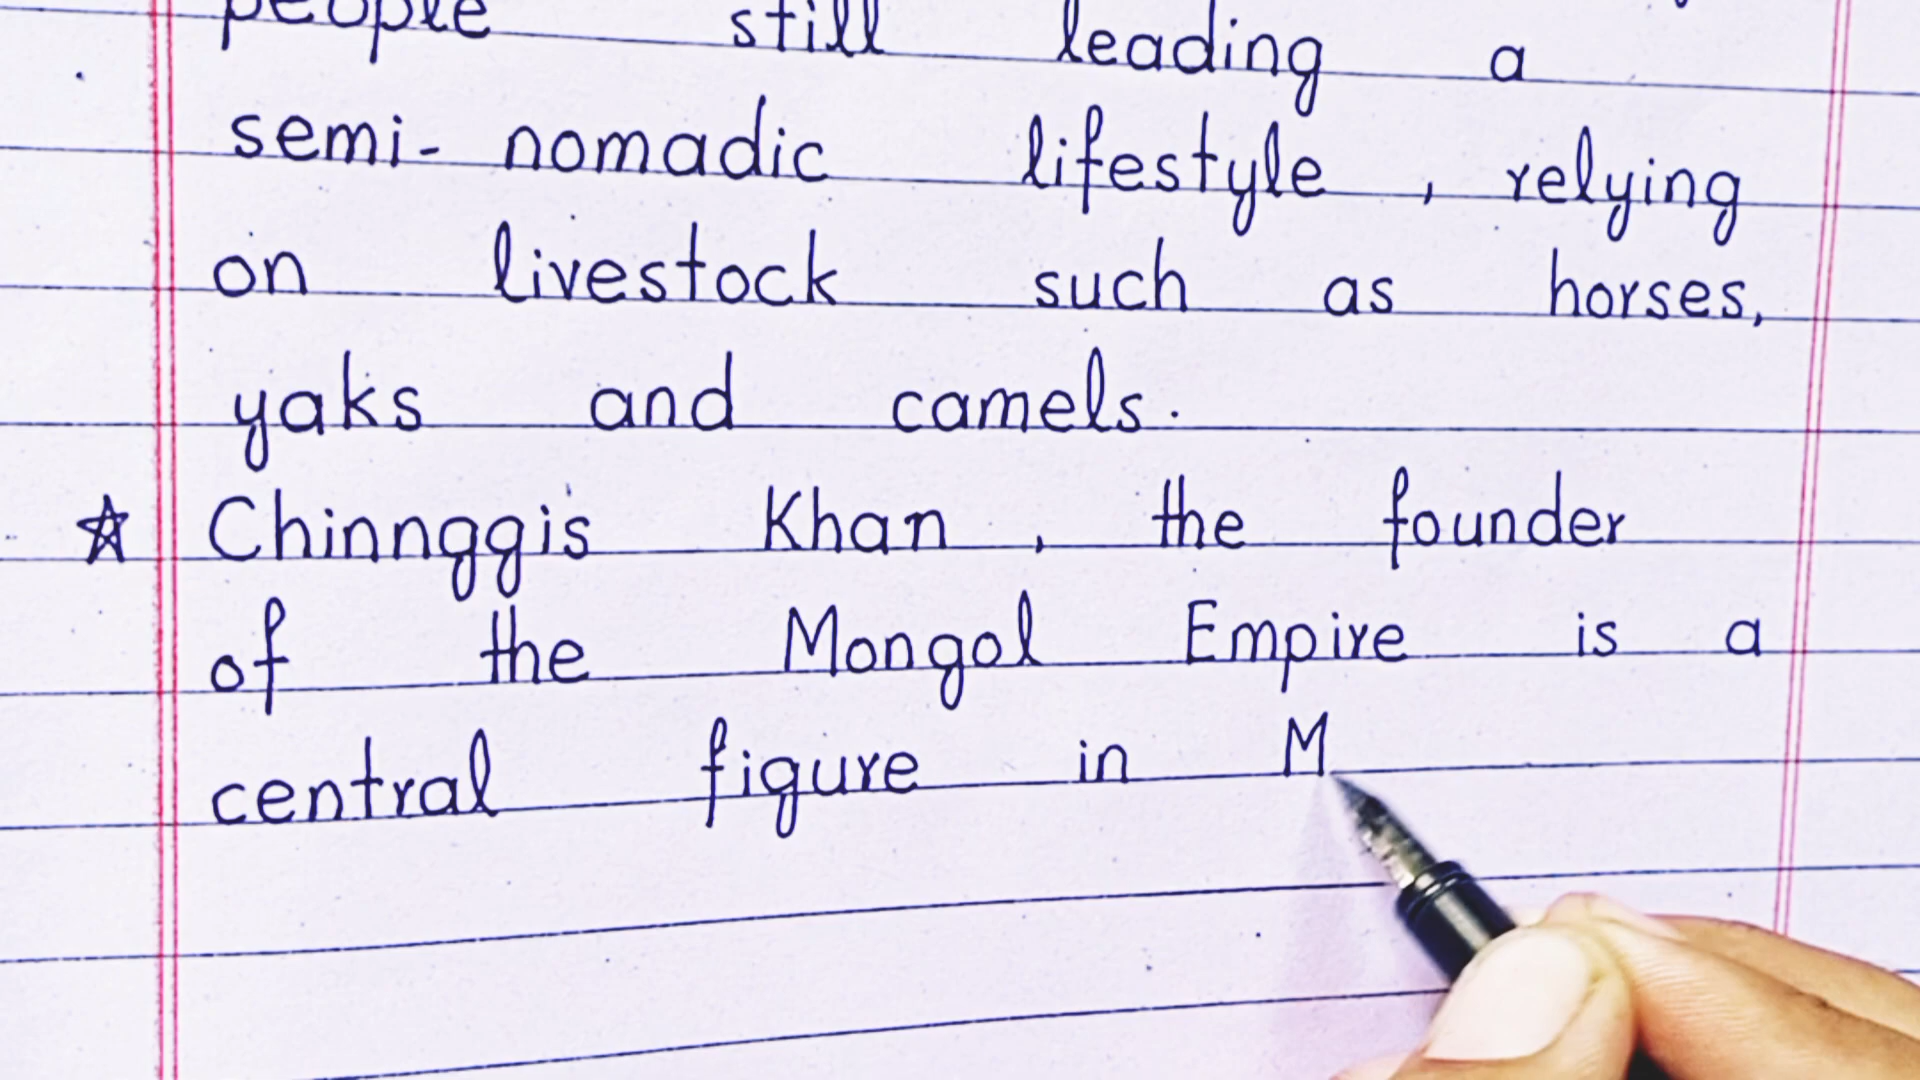 people still leading a
semi- nomadic lifestyle , relying
on livestock such as horses,
yaks and camels.
☆ Chinnggis Khan , the founder
of the Mongol Empire is a
central figure in M